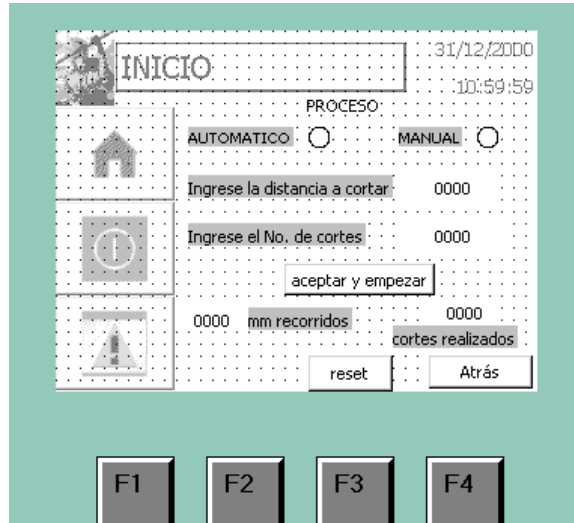 INICIO
31/12/2000
10:59:59
PROCESO
AUTOMATICO MANUAL
Ingrese la distancia a cortar 0000
Ingrese el No. de cortes 0000
aceptar y empezar
0000 mm recorridos 0000
cortes realizados
reset Atrás
F1 F2 F3 F4